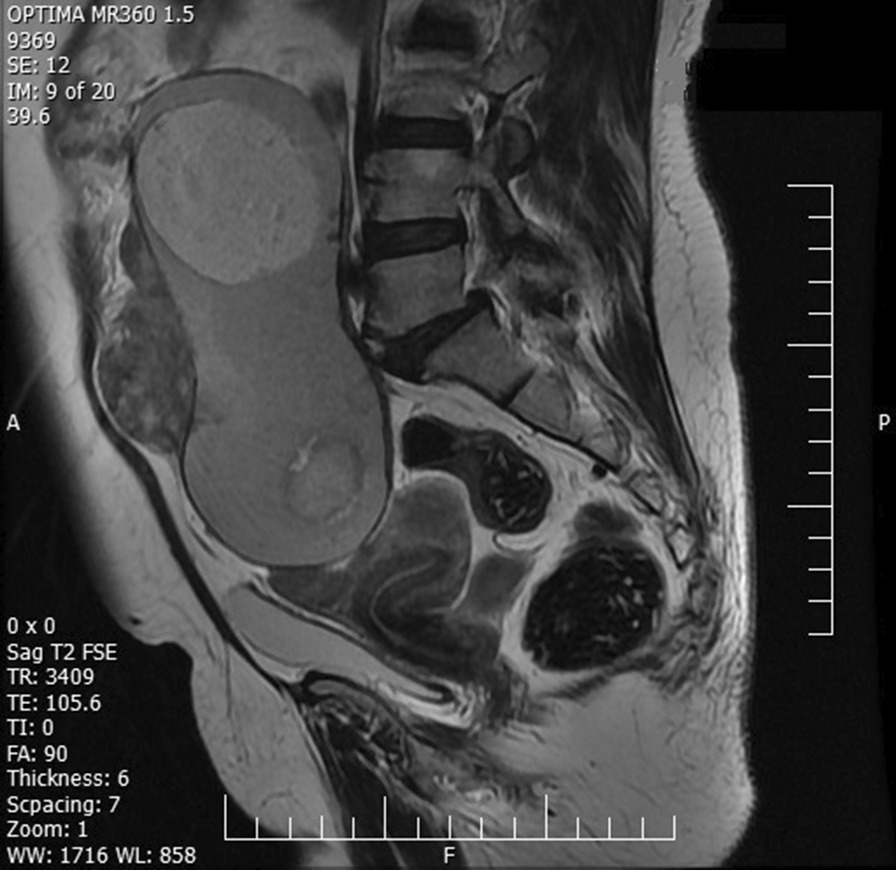 OPTIMA MR360 1.5
9369
SE: 12
IM: 9 of 20
39.6
A
P
0 x 0
Sag T2 FSE
TR: 3409
TE: 105.6
TI: 0
FA: 90
Thickness: 6
Scpacing: 7
Zoom: 1
WW: 1716 WL: 858
F